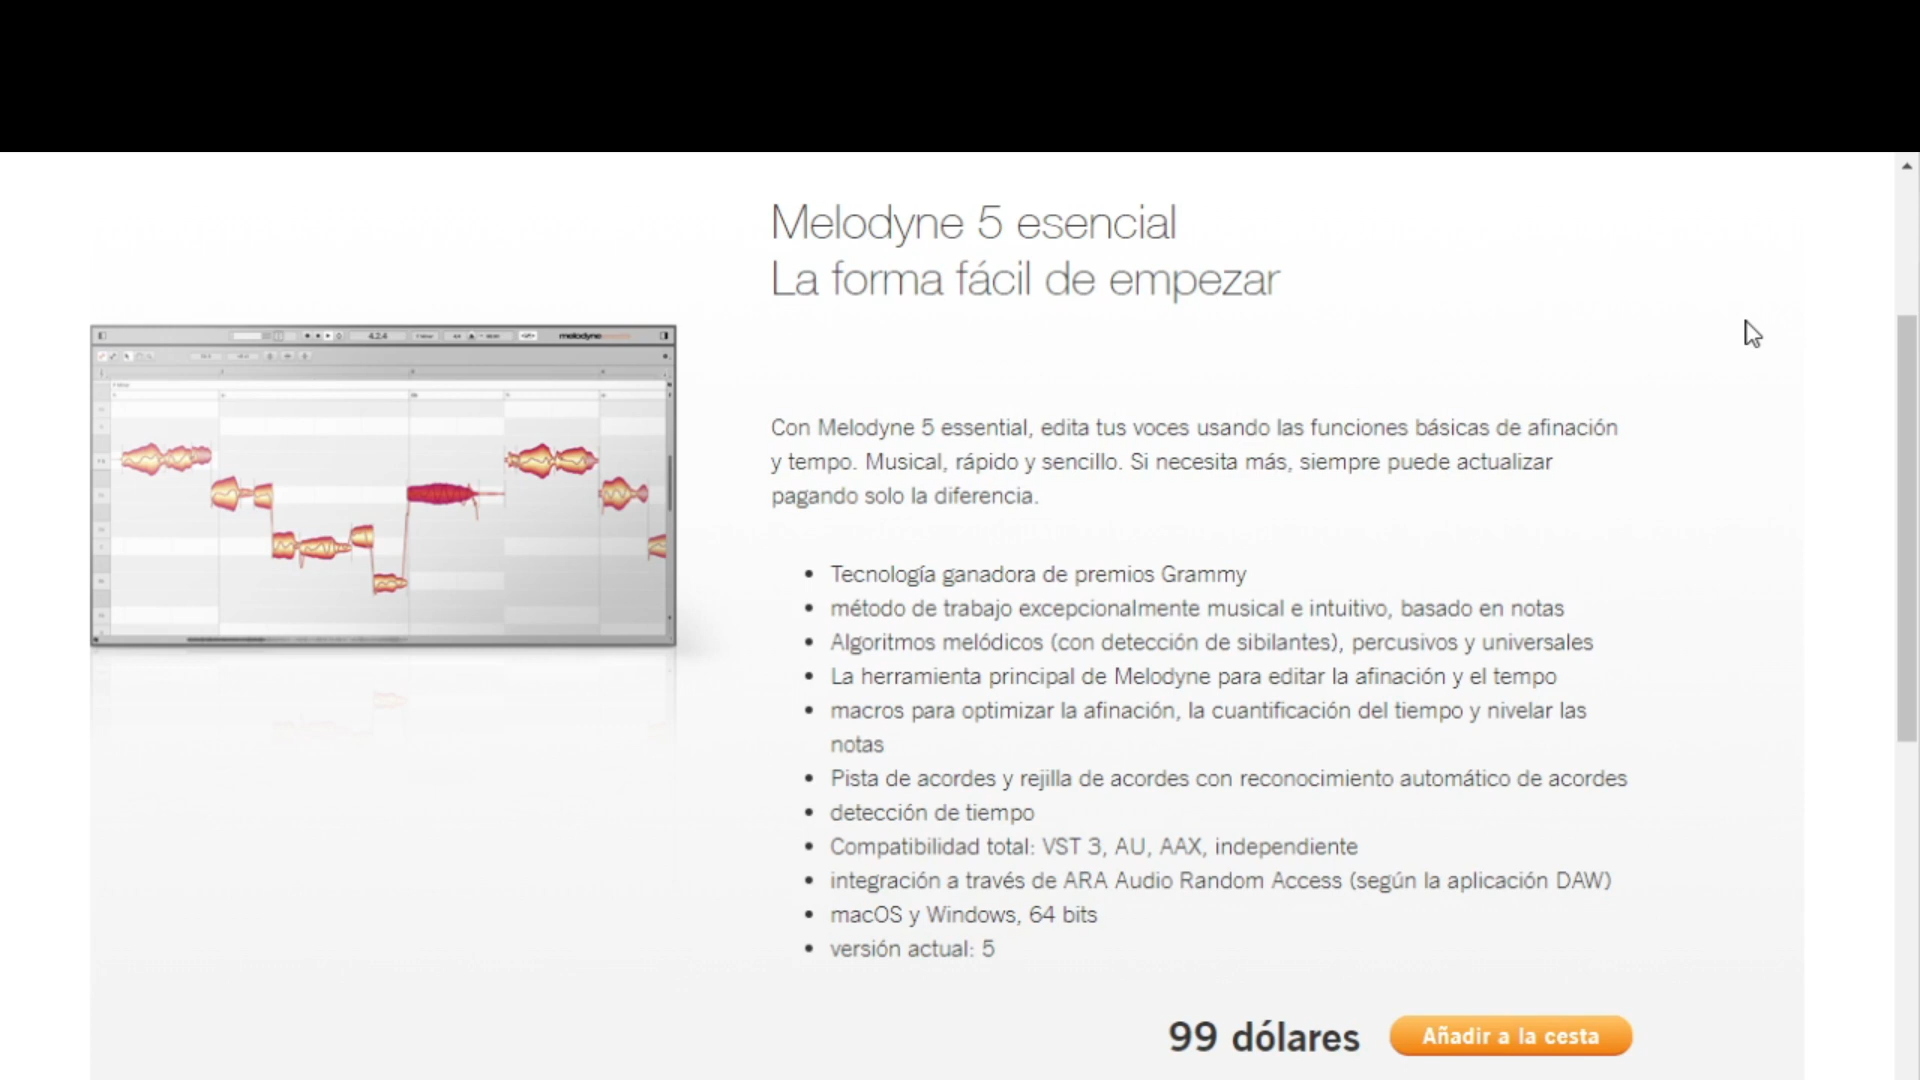 Melodyne 5 esencial
La forma fácil de empezar
4.2.4
melodyne
Con Melodyne 5 essential, edita tus voces usando las funciones básicas de afinación
y tempo. Musical, rápido y sencillo. Si necesita más, siempre puede actualizar
pagando solo la diferencia.
• Tecnología ganadora de premios Grammy
• método de trabajo excepcionalmente musical e intuitivo, basado en notas
• Algoritmos melódicos (con detección de sibilantes), percusivos y universales
• La herramienta principal de Melodyne para editar la afinación y el tempo
• macros para optimizar la afinación, la cuantificación del tiempo y nivelar las
notas
• Pista de acordes y rejilla de acordes con reconocimiento automático de acordes
• detección de tiempo
• Compatibilidad total: VST 3, AU, AAX, independiente
• integración a través de ARA Audio Random Access (según la aplicación DAW)
• macOS y Windows, 64 bits
• versión actual: 5
99 dólares
Añadir a la cesta